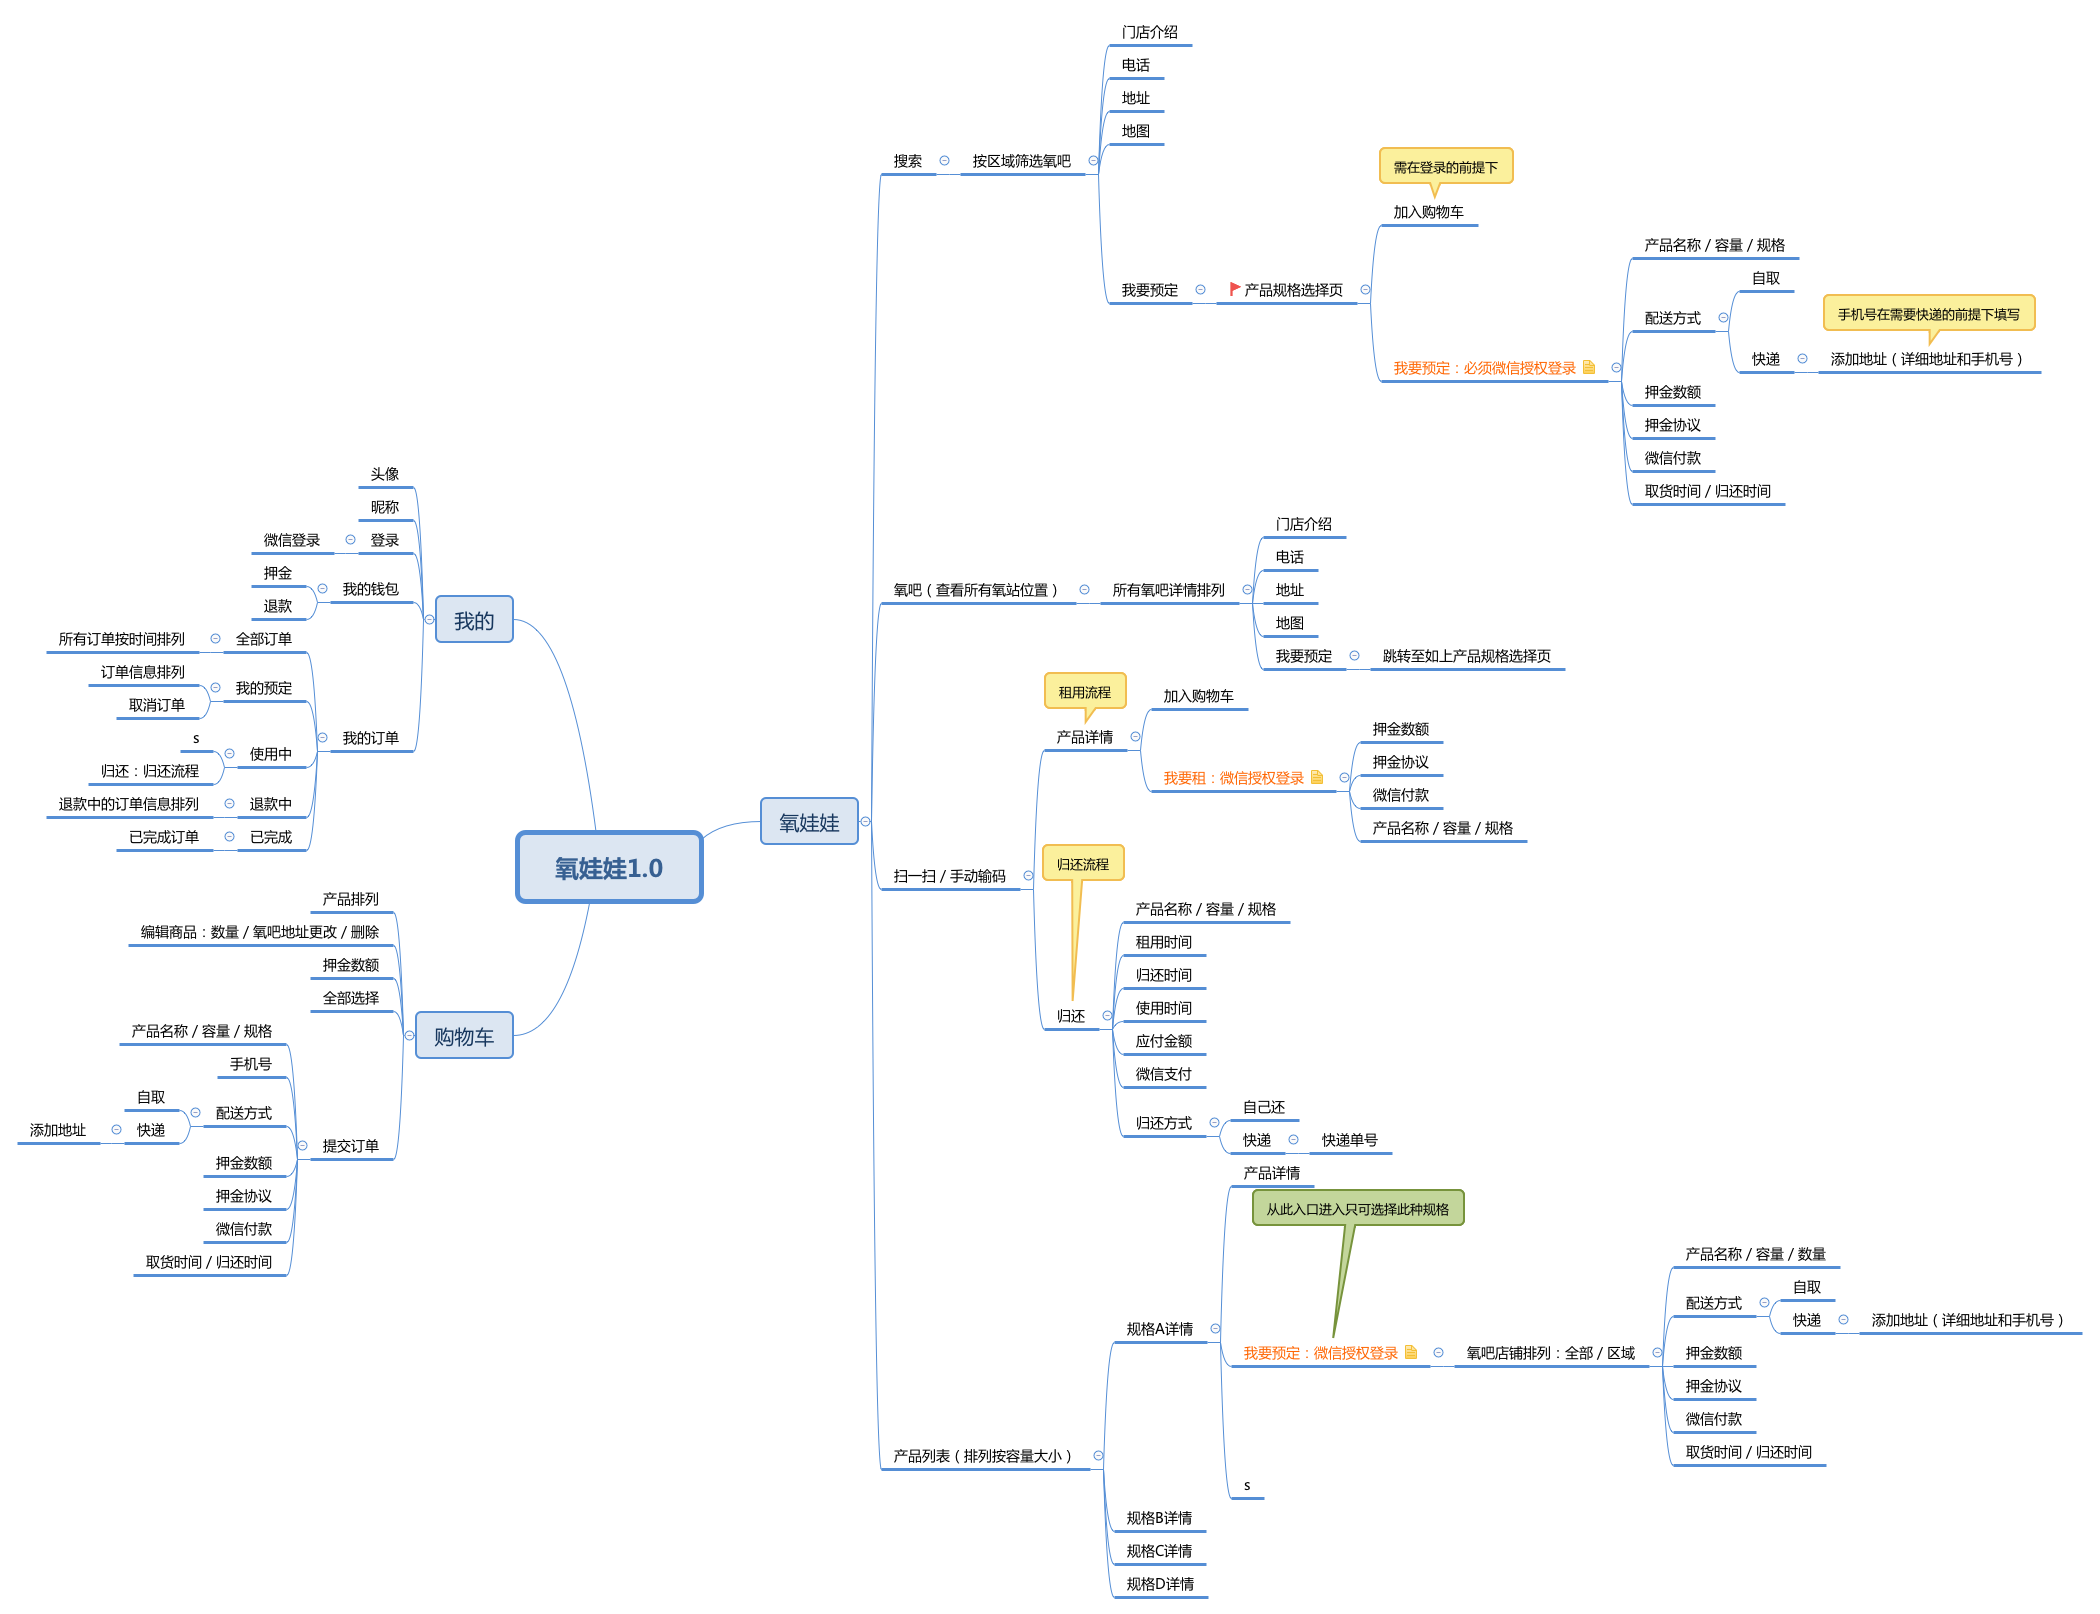 氧娃娃1.0
氧娃娃
搜索
按区域筛选氧吧
门店介绍
电话
地址
地图
我要预定
产品规格选择页
需在登录的前提下
加入购物车
我要预定：必须微信授权登录
产品名称 / 容量 / 规格
配送方式
自取
快递
手机号在需要快递的前提下填写
添加地址（详细地址和手机号）
押金数额
押金协议
微信付款
取货时间 / 归还时间
氧吧（查看所有氧站位置）
所有氧吧详情排列
门店介绍
电话
地址
地图
我要预定
跳转至如上产品规格选择页
扫一扫 / 手动输码
租用流程
产品详情
加入购物车
我要租：微信授权登录
押金数额
押金协议
微信付款
产品名称 / 容量 / 规格
归还流程
归还
产品名称 / 容量 / 规格
租用时间
归还时间
使用时间
应付金额
微信支付
归还方式
自己还
快递
快递单号
产品列表（排列按容量大小）
规格A详情
产品详情
从此入口进入只可选择此种规格
我要预定：微信授权登录
氧吧店铺排列：全部 / 区域
产品名称 / 容量 / 数量
配送方式
自取
快递
添加地址（详细地址和手机号）
押金数额
押金协议
微信付款
取货时间 / 归还时间
s
规格B详情
规格C详情
规格D详情
我的
头像
昵称
登录
微信登录
我的钱包
押金
退款
我的订单
全部订单
所有订单按时间排列
我的预定
订单信息排列
取消订单
使用中
s
归还：归还流程
退款中
退款中的订单信息排列
已完成
已完成订单
购物车
产品排列
编辑商品：数量 / 氧吧地址更改 / 删除
押金数额
全部选择
提交订单
产品名称 / 容量 / 规格
手机号
配送方式
自取
快递
添加地址
押金数额
押金协议
微信付款
取货时间 / 归还时间